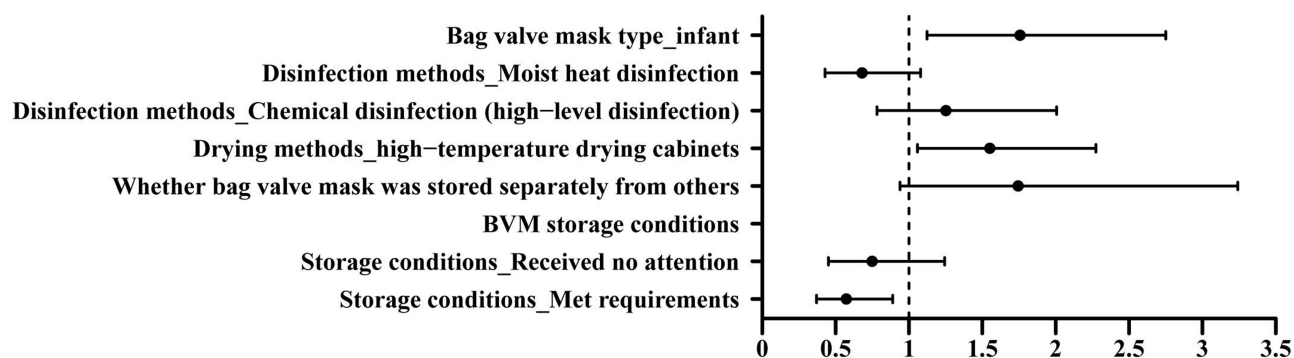 Bag valve mask type_infant
Disinfection methods_Moist heat disinfection
Disinfection methods_Chemical disinfection (high−level disinfection)
Drying methods_high−temperature drying cabinets
Whether bag valve mask was stored separately from others
BVM storage conditions
Storage conditions_Received no attention
Storage conditions_Met requirements
0 0.5 1 1.5 2 2.5 3 3.5